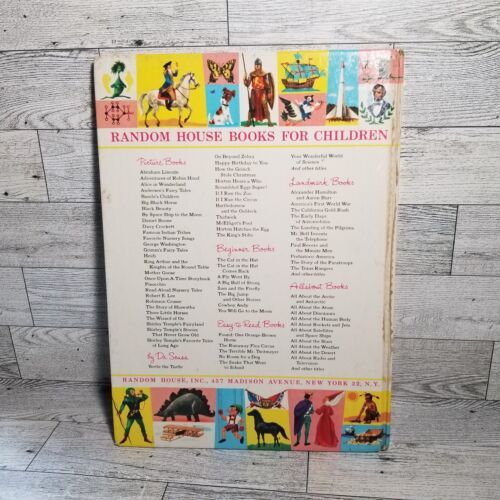 RANDOM HOUSE BOOKS FOR CHILDREN
Picture Books
Abraham Lincoln
Adventures of Robin Hood
Alice in Wonderland
Andersen's Fairy Tales
Bambi's Children
Big Black Horse
Black Beauty
By Space Ship to the Moon
Daniel Boone
Davy Crockett
Famous Indian Tribes
Favorite Nursery Songs
George Washington
Grimm's Fairy Tales
Heidi
King Arthur and the
Knights of the Round Table
Mother Goose
Once-Upon-A-Time Storybook
Pinocchio
Read-Aloud Nursery Tales
Robert E. Lee
Robinson Crusoe
The Story of Hiawatha
Three Little Horses
The Wizard of Oz
Shirley Temple's Fairyland
Shirley Temple's Stories
That Never Grow Old
Shirley Temple's Favorite Tales
of Long Ago
by Dr. Seuss
Yertle the Turtle
On Beyond Zebra
Happy Birthday to You
How the Grinch
Stole Christmas
Horton Hears a Who
Scrambled Eggs Super!
If I Ran the Zoo
If I Ran the Circus
Bartholomew
and the Oobleck
Thidwick
McElligot's Pool
Horton Hatches the Egg
The King's Stilts
Beginner Books
The Cat in the Hat
The Cat in the Hat
Comes Back
A Fly Went By
A Big Ball of String
Sam and the Firefly
The Big Jump
and Other Stories
Cowboy Andy
You Will Go to the Moon
Easy-to-Read Books
Found: One Orange-Brown
Horse
The Runaway Flea Circus
The Terrible Mr. Twitmeyer
No Room for a Dog
The Snake That Went
to School
Your Wonderful World
of Science
And other titles
Landmark Books
Alexander Hamilton
and Aaron Burr
America's First World War
The California Gold Rush
The Early Days
of Automobiles
The Landing of the Pilgrims
Mr. Bell Invents
the Telephone
Paul Revere and
the Minute Men
Prehistoric America
The Story of the Paratroops
The Texas Rangers
And other titles
Allabout Books
All About the Arctic
and Antarctic
All About the Atom
All About Dinosaurs
All About the Human Body
All About Rockets and Jets
All About Satellites
and Space Ships
All About the Stars
All About the Weather
All About the Desert
All About Radio and
Television
And other titles
RANDOM HOUSE, INC., 457 MADISON AVENUE, NEW YORK 22, N.Y.